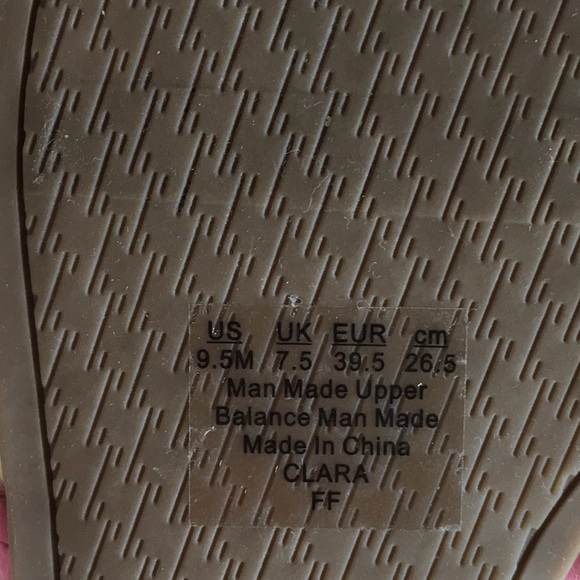 US UK EUR cm
9.5M 7.5 39.5 26.5
Man Made Upper
Balance Man Made
Made In China
CLARA
FF